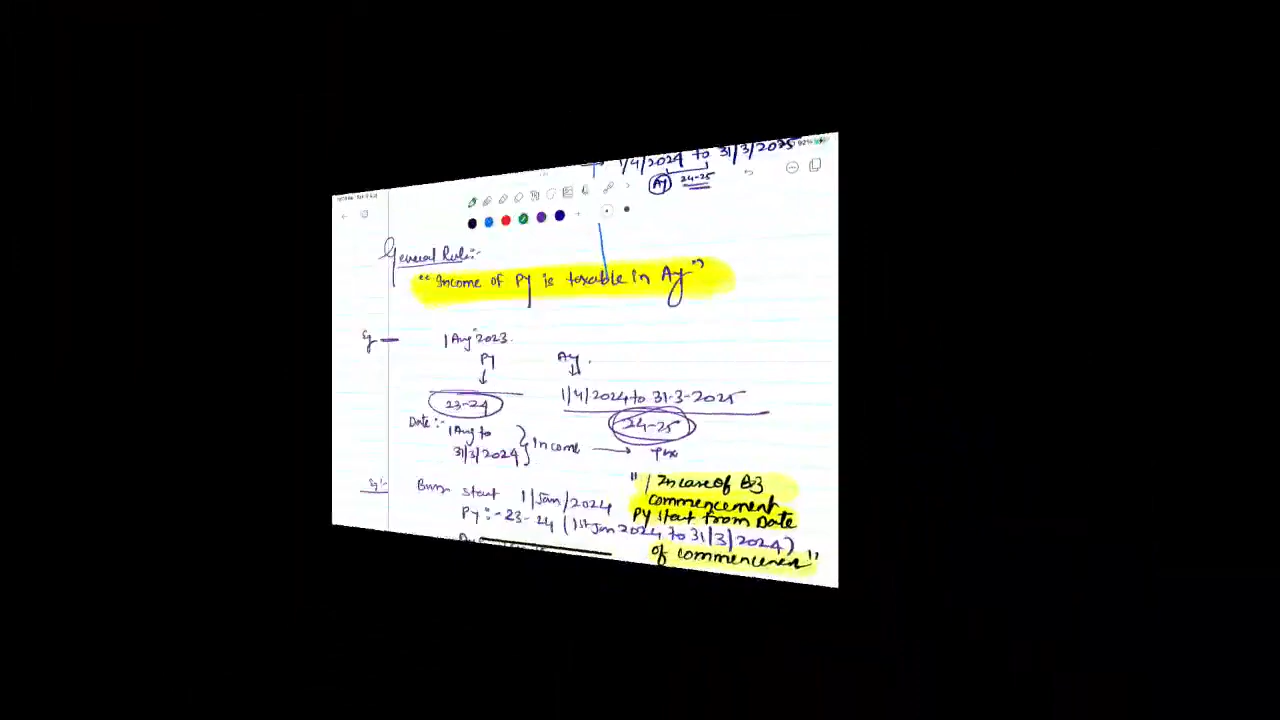 1/4/2024 to 31/3/2025
AY 24-25
General Rule:-
"Income of Py is taxable in Ay"
Eg
1 Aug 2023.
Py Ay.
23-24
1/4/2024 to 31-3-2025
24-25
Date:-
1 Aug to
31/3/2024
Income
Tax
Eg:-
start 1/Jan/2024
Py:-23-24 (1st Jan 2024 to 31/3/2024)
"In case of
commencement
PY start from Date
of commencement"